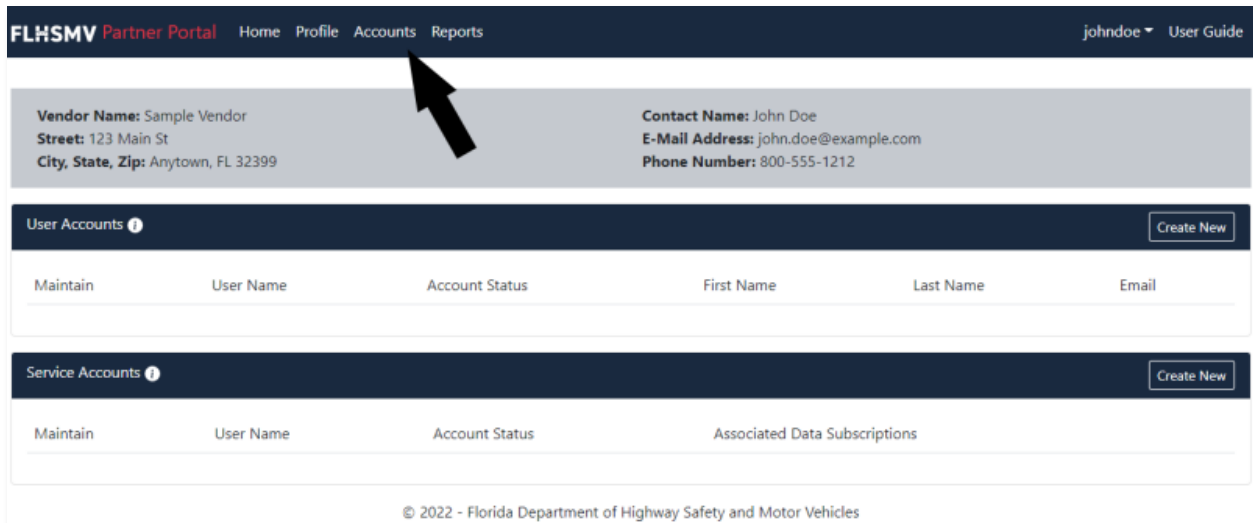 FLHSMV Partner Portal Home Profile Accounts Reports johndoe User Guide
Vendor Name: Sample Vendor
Street: 123 Main St
City, State, Zip: Anytown, FL 32399
Contact Name: John Doe
E-Mail Address: john.doe@example.com
Phone Number: 800-555-1212
User Accounts Create New
Maintain User Name Account Status First Name Last Name Email
Service Accounts Create New
Maintain User Name Account Status Associated Data Subscriptions
© 2022 - Florida Department of Highway Safety and Motor Vehicles